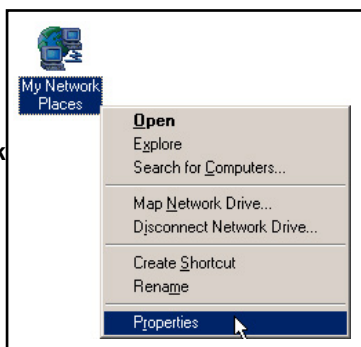 My Network
Places
k
Open
Explore
Search for Computers...
Map Network Drive...
Disconnect Network Drive...
Create Shortcut
Rename
Properties